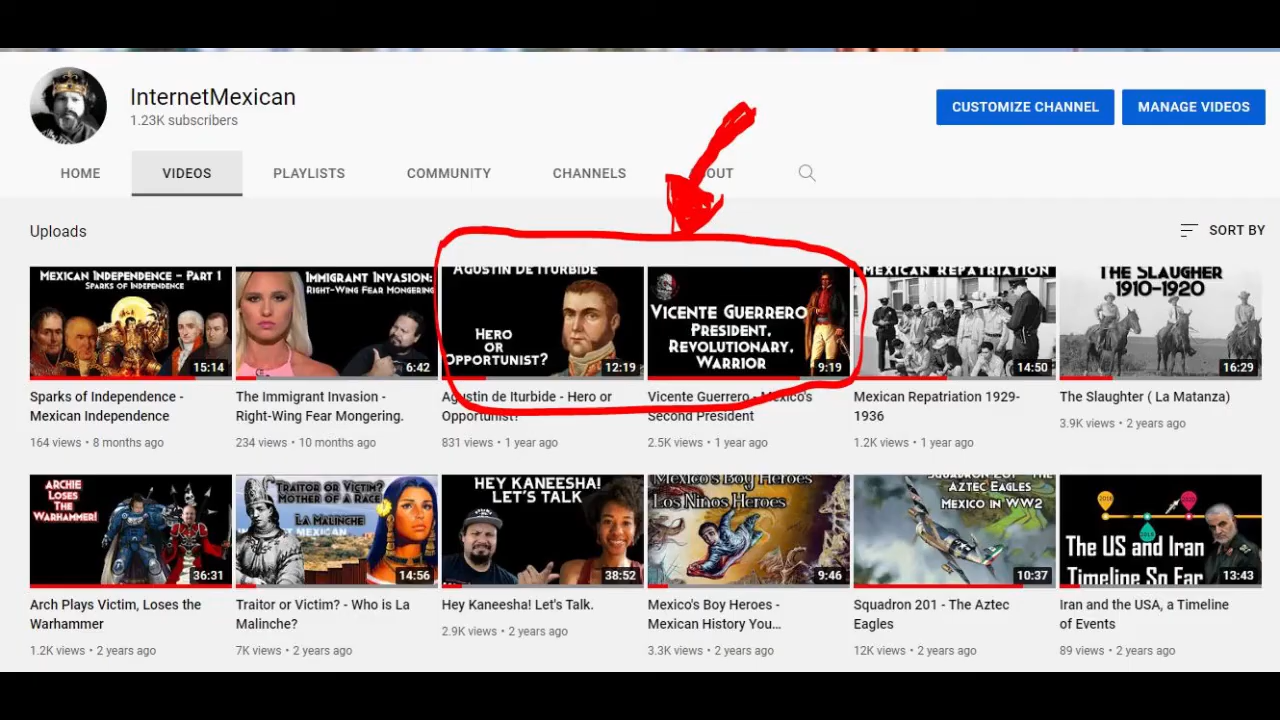 InternetMexican
1.23K subscribers
CUSTOMIZE CHANNEL
MANAGE VIDEOS
HOME
VIDEOS
PLAYLISTS
COMMUNITY
CHANNELS
OUT
Uploads
SORT BY
MEXICAN INDEPENDENCE - PART 1
SPARKS OF INDEPENDENCE
15:14
IMMIGRANT INVASION:
RIGHT-WING FEAR MONGERING
6:42
AGUSTIN DE ITURBIDE
HERO
OR
OPPORTUNIST?
12:19
VICENTE GUERRERO
PRESIDENT,
REVOLUTIONARY,
WARRIOR
9:19
MEXICAN REPATRIATION
14:50
THE SLAUGHER
1910-1920
16:29
Sparks of Independence -
Mexican Independence
164 views • 8 months ago
The Immigrant Invasion -
Right-Wing Fear Mongering.
234 views • 10 months ago
Agustin de Iturbide - Hero or
Opportunist?
831 views • 1 year ago
Vicente Guerrero - Mexico's
Second President
2.5K views • 1 year ago
Mexican Repatriation 1929-
1936
1.2K views • 1 year ago
The Slaughter ( La Matanza)
3.9K views • 2 years ago
ARCHIE
LOSES
THE
WARHAMMER!
36:31
TRAITOR OR VICTIM?
MOTHER OF A RACE
LA MALINCHE
MEXICAN
14:56
HEY KANEESHA!
LET'S TALK
38:52
Mexico's Boy Heroes
Los Ninos Heroes
9:46
SQUADRON 201 - THE
AZTEC EAGLES
MEXICO IN WW2
10:37
The US and Iran
Timeline So Far
13:43
Arch Plays Victim, Loses the
Warhammer
1.2K views • 2 years ago
Traitor or Victim? - Who is La
Malinche?
7K views • 2 years ago
Hey Kaneesha! Let's Talk.
2.9K views • 2 years ago
Mexico's Boy Heroes -
Mexican History You...
3.3K views • 2 years ago
Squadron 201 - The Aztec
Eagles
12K views • 2 years ago
Iran and the USA, a Timeline
of Events
89 views • 2 years ago